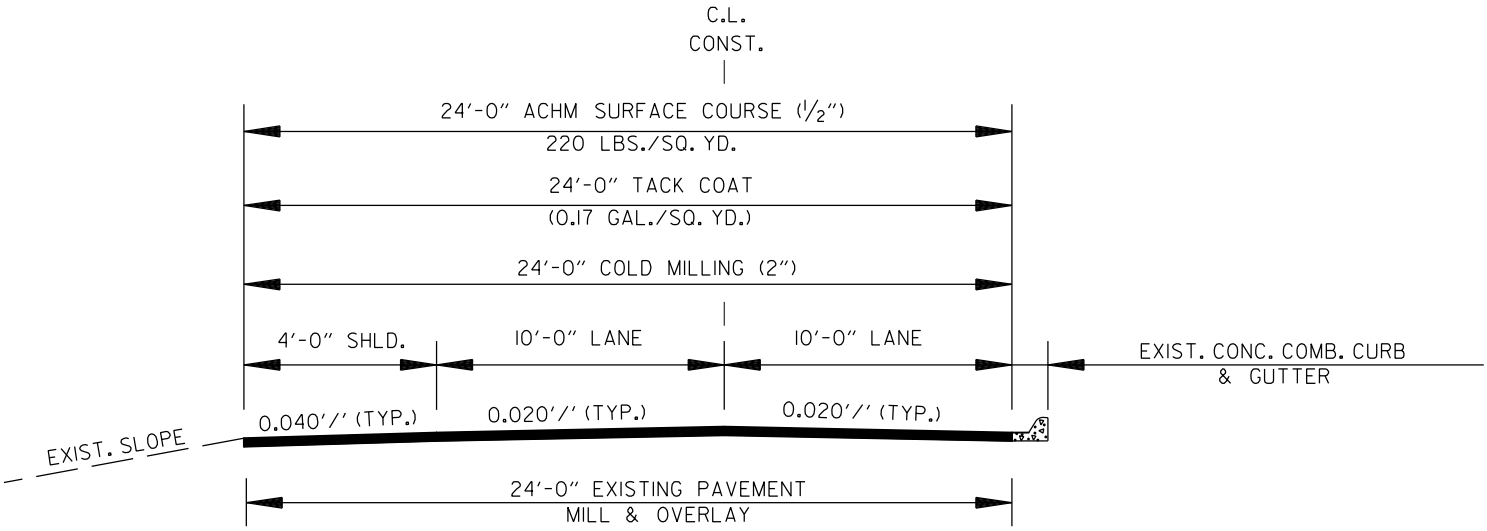 C.L.
CONST.
24'-0" ACHM SURFACE COURSE (1/2")
220 LBS./SQ. YD.
24'-0" TACK COAT
(0.17 GAL./SQ. YD.)
24'-0" COLD MILLING (2")
4'-0" SHLD.
10'-0" LANE
10'-0" LANE
EXIST. CONC. COMB. CURB
& GUTTER
0.040'/' (TYP.)
0.020'/' (TYP.)
0.020'/' (TYP.)
EXIST. SLOPE
24'-0" EXISTING PAVEMENT
MILL & OVERLAY